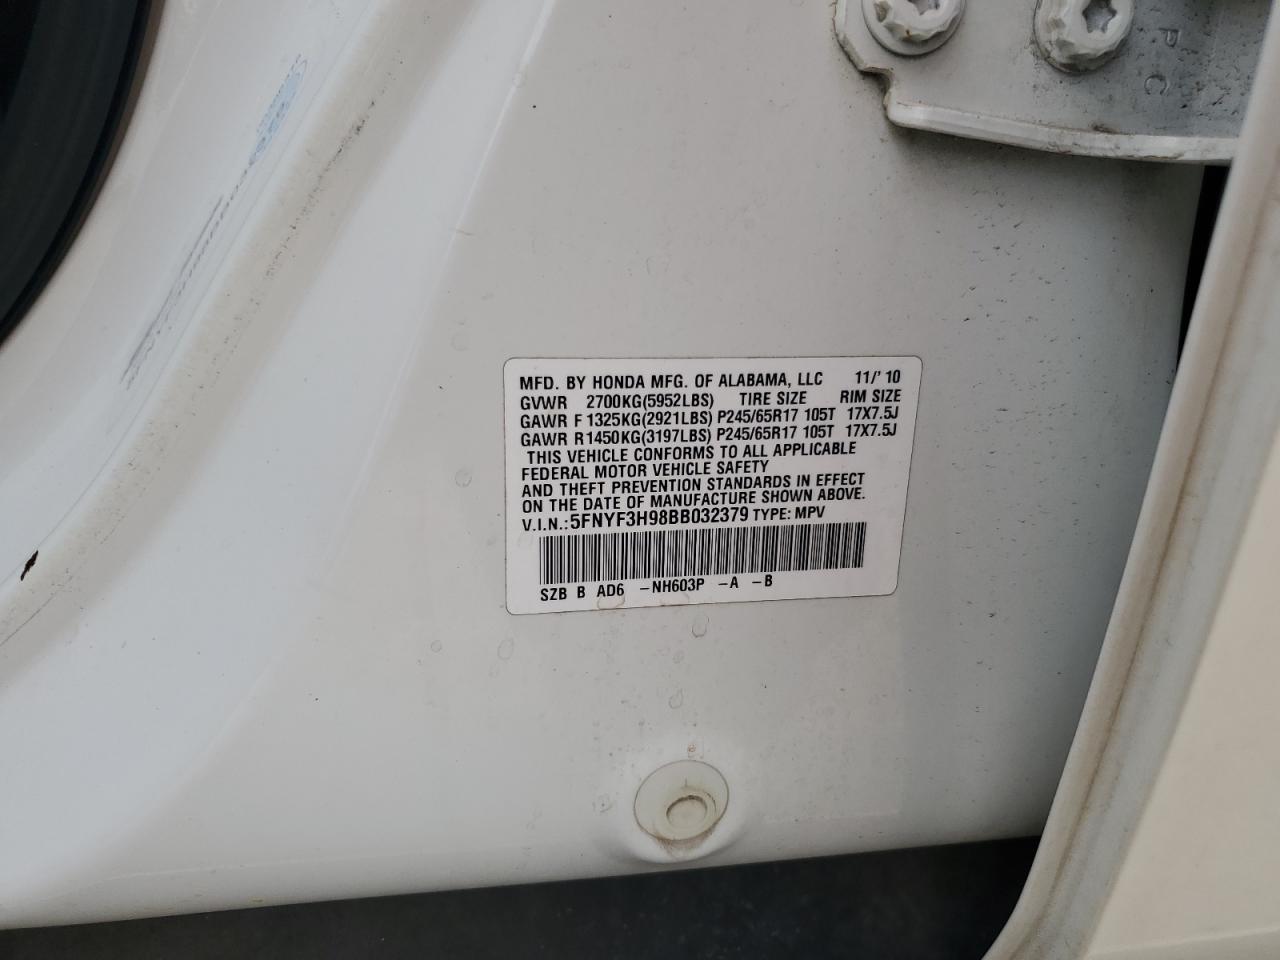 MFD. BY HONDA MFG. OF ALABAMA, LLC 11/'10
GVWR 2700KG(5952LBS) TIRE SIZE RIM SIZE
GAWR F 1325KG(2921LBS) P245/65R17 105T 17X7.5J
GAWR R1450KG(3197LBS) P245/65R17 105T 17X7.5J
THIS VEHICLE CONFORMS TO ALL APPLICABLE
FEDERAL MOTOR VEHICLE SAFETY
AND THEFT PREVENTION STANDARDS IN EFFECT
ON THE DATE OF MANUFACTURE SHOWN ABOVE.
V.I.N.:5FNYF3H98BB032379 TYPE: MPV
SZB B AD6 -NH603P -A -B
P C